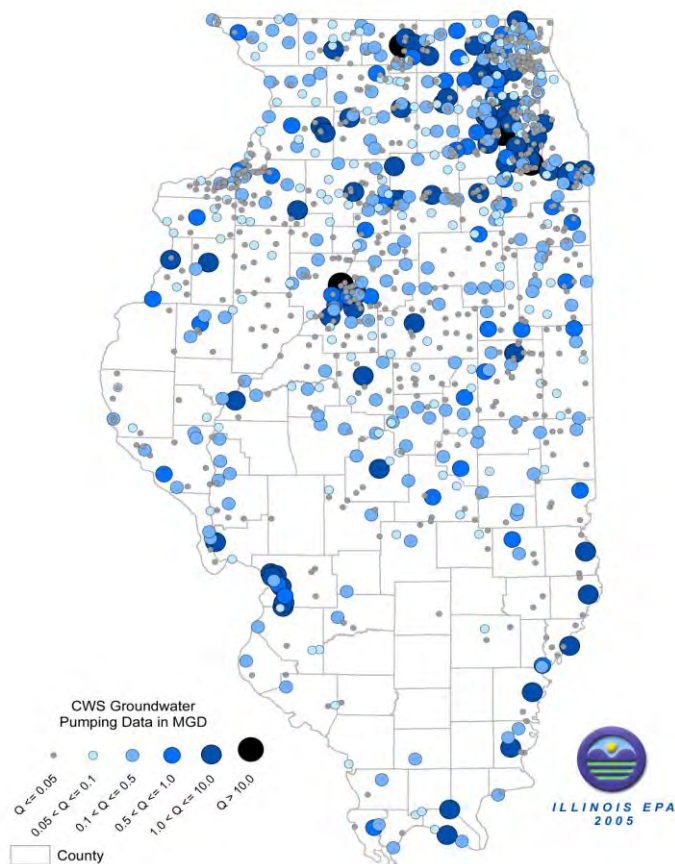 CWS Groundwater
Pumping Data in MGD
Q <= 0.05
0.05 < Q <= 0.1
0.1 < Q <= 0.5
0.5 < Q <= 1.0
1.0 < Q <= 10.0
Q > 10.0
County
ILLINOIS EPA
2005